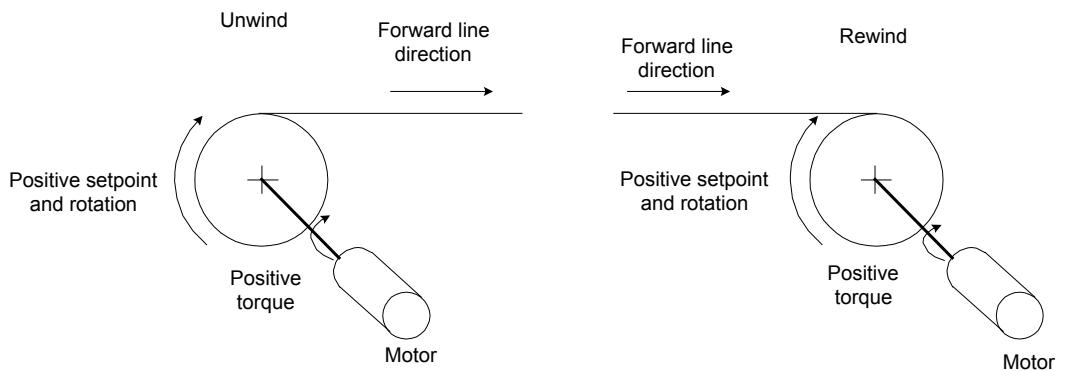 Unwind
Forward line
direction
Positive setpoint
and rotation
Positive
torque
Motor
Forward line
direction
Rewind
Positive setpoint
and rotation
Positive
torque
Motor